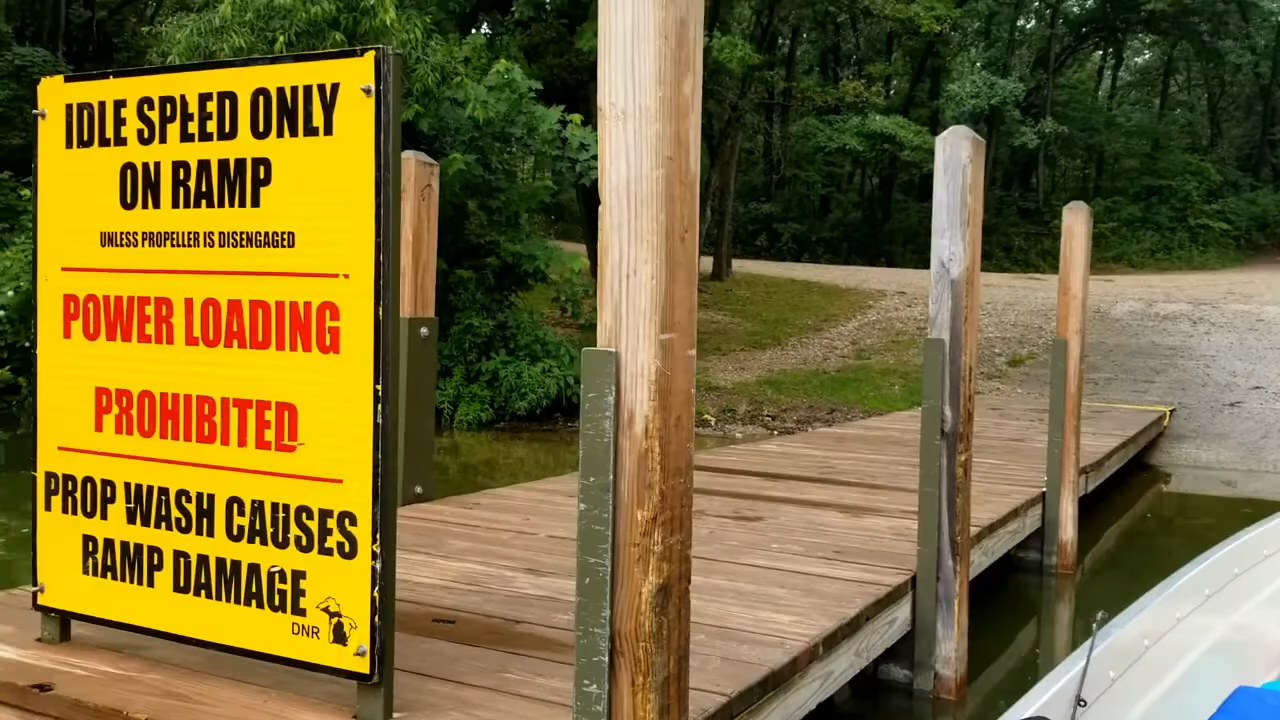 IDLE SPEED ONLY
ON RAMP
UNLESS PROPELLER IS DISENGAGED
POWER LOADING
PROHIBITED
PROP WASH CAUSES
RAMP DAMAGE
DNR